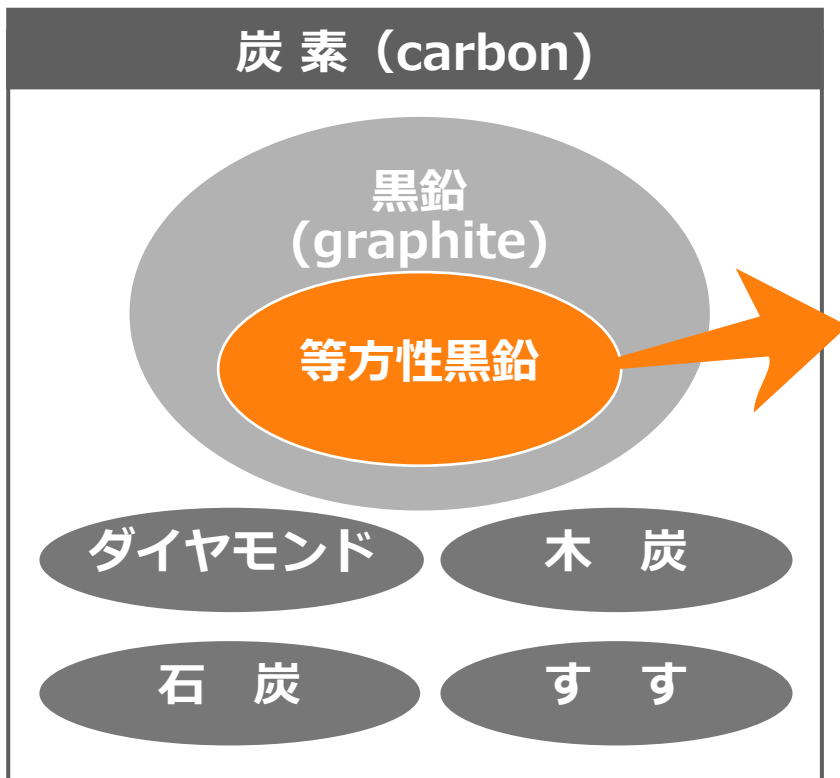 炭 素（carbon)
黒鉛
(graphite)
等方性黒鉛
ダイヤモンド
木　炭
石　炭
す　す